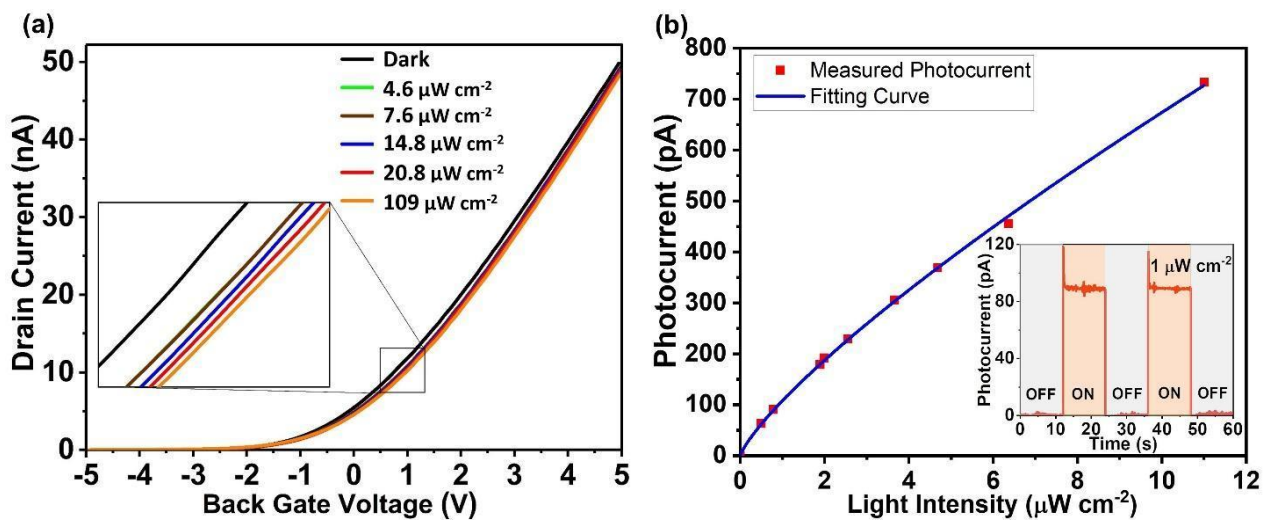 (a)
Drain Current (nA)
50
40
30
20
10
0
Dark
4.6 µW cm-2
7.6 µW cm-2
14.8 µW cm-2
20.8 µW cm-2
109 µW cm-2
-5 -4 -3 -2 -1 0 1 2 3 4 5
Back Gate Voltage (V)
(b)
Photocurrent (pA)
800
700
600
500
400
300
200
100
0
Measured Photocurrent
Fitting Curve
Photocurrent (pA)
120
80
40
0
1 µW cm-2
OFF ON OFF ON OFF
0 10 20 30 40 50 60
Time (s)
0 2 4 6 8 10 12
Light Intensity (µW cm-2)